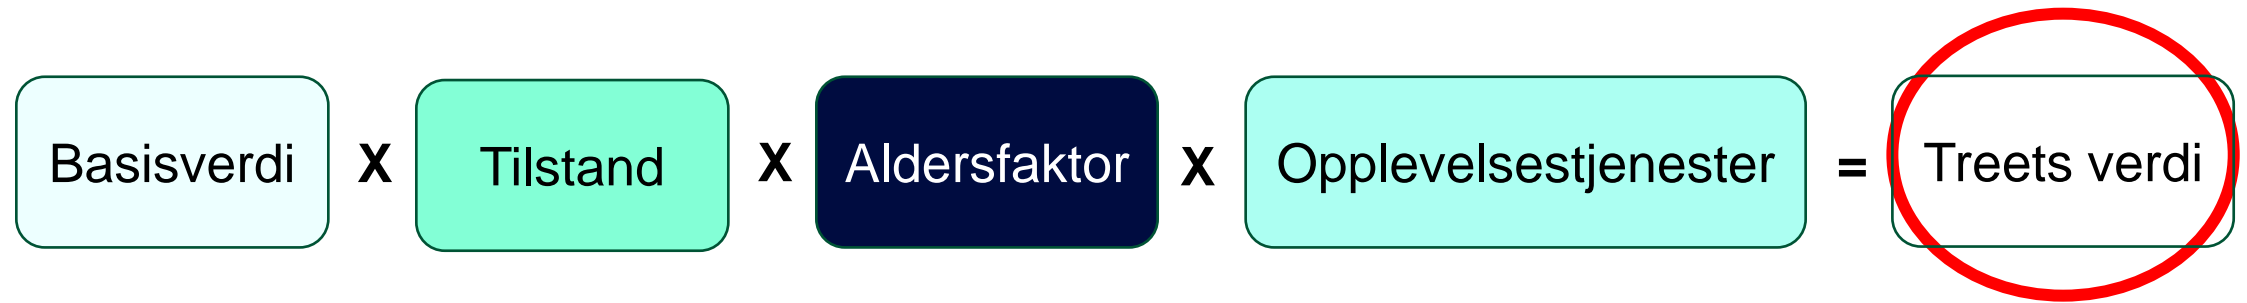 Basisverdi X Tilstand X Aldersfaktor X Opplevelsestjenester = Treets verdi